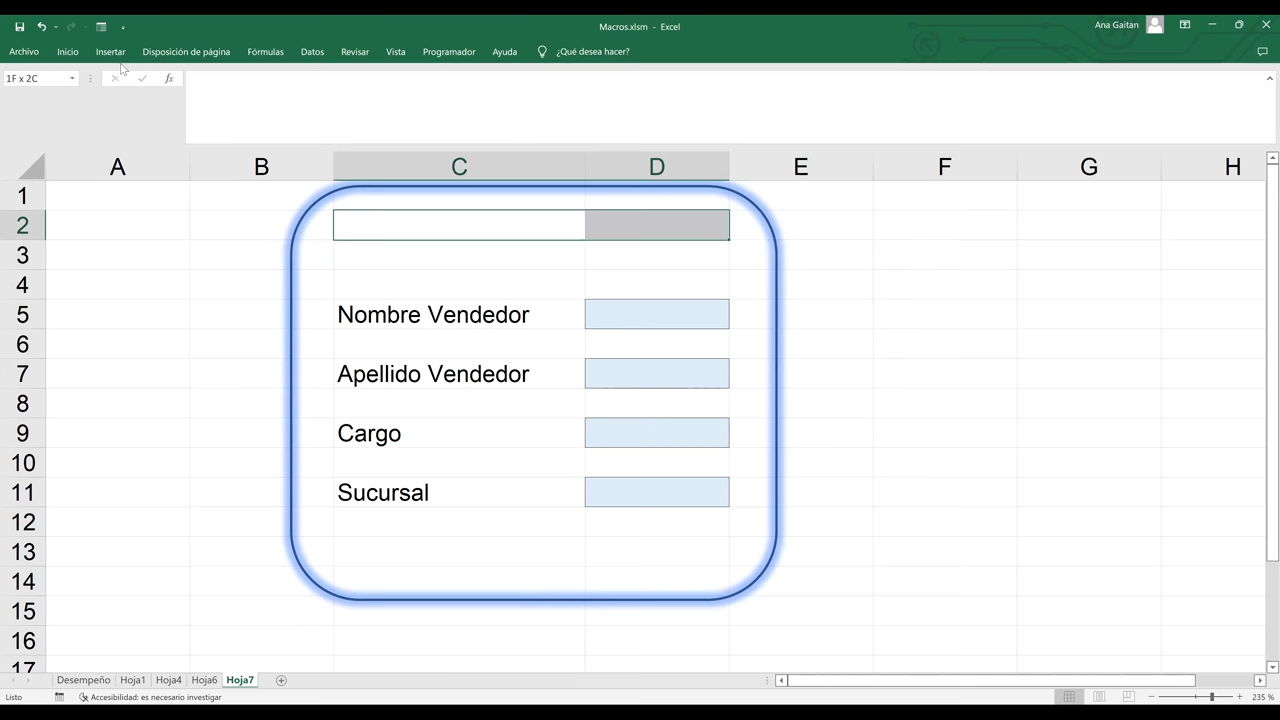 Macros.xlsm - Excel
Ana Gaitan
Archivo Inicio Insertar Disposición de página Fórmulas Datos Revisar Vista Programador Ayuda ¿Qué desea hacer?
1F x 2C fx
A B C D E F G H
1
2
3
4
5 Nombre Vendedor
6
7 Apellido Vendedor
8
9 Cargo
10
11 Sucursal
12
13
14
15
16
17
Desempeño Hoja1 Hoja4 Hoja6 Hoja7
Listo Accesibilidad: es necesario investigar 235 %